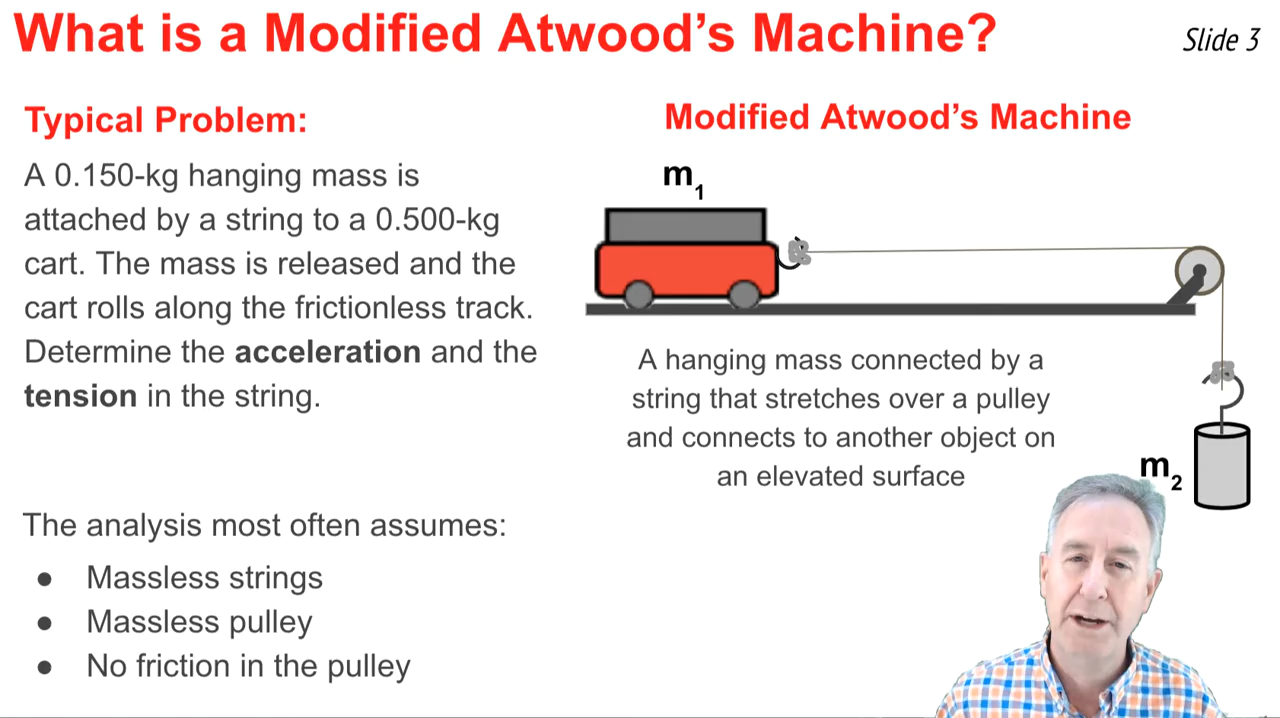 What is a Modified Atwood's Machine?
Slide 3
Typical Problem:
A 0.150-kg hanging mass is
attached by a string to a 0.500-kg
cart. The mass is released and the
cart rolls along the frictionless track.
Determine the acceleration and the
tension in the string.
The analysis most often assumes:
● Massless strings
● Massless pulley
● No friction in the pulley
Modified Atwood's Machine
m1
A hanging mass connected by a
string that stretches over a pulley
and connects to another object on
an elevated surface
m2